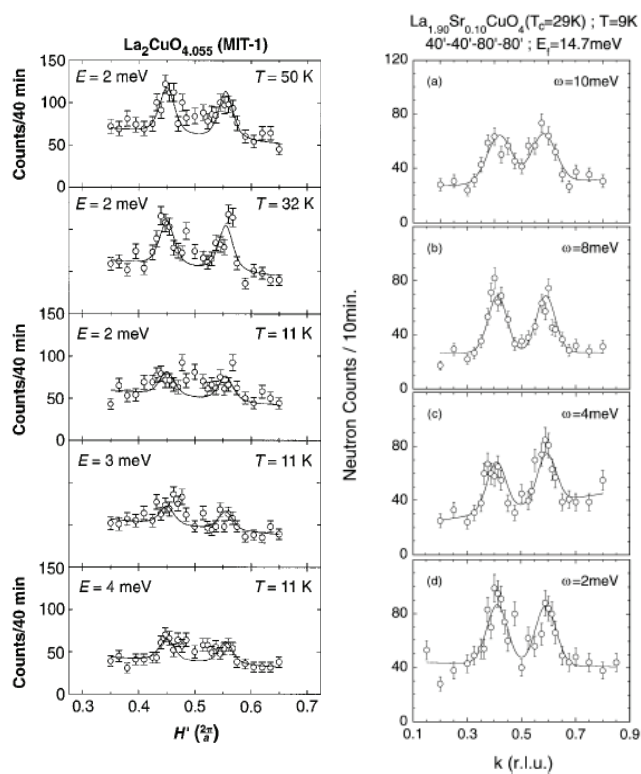 La₂CuO₄.₀₅₅ (MIT-1)
E = 2 meV T = 50 K
150
100
50
0
Counts/40 min
E = 2 meV T = 32 K
150
100
50
0
Counts/40 min
E = 2 meV T = 11 K
E = 3 meV T = 11 K
150
100
50
0
Counts/40 min
E = 4 meV T = 11 K
0.3 0.4 0.5 0.6 0.7
H' (2π/a)
La₁.₉₀Sr₀.₁₀CuO₄(Tc=29K) ; T=9K
40'-40'-80'-80' ; Ef=14.7meV
120
100
60
20
0
(a) ω=10meV
80
40
0
(b) ω=8meV
80
40
0
(c) ω=4meV
80
40
0
(d) ω=2meV
0.1 0.3 0.5 0.7 0.9
k (r.l.u.)
Neutron Counts / 10min.